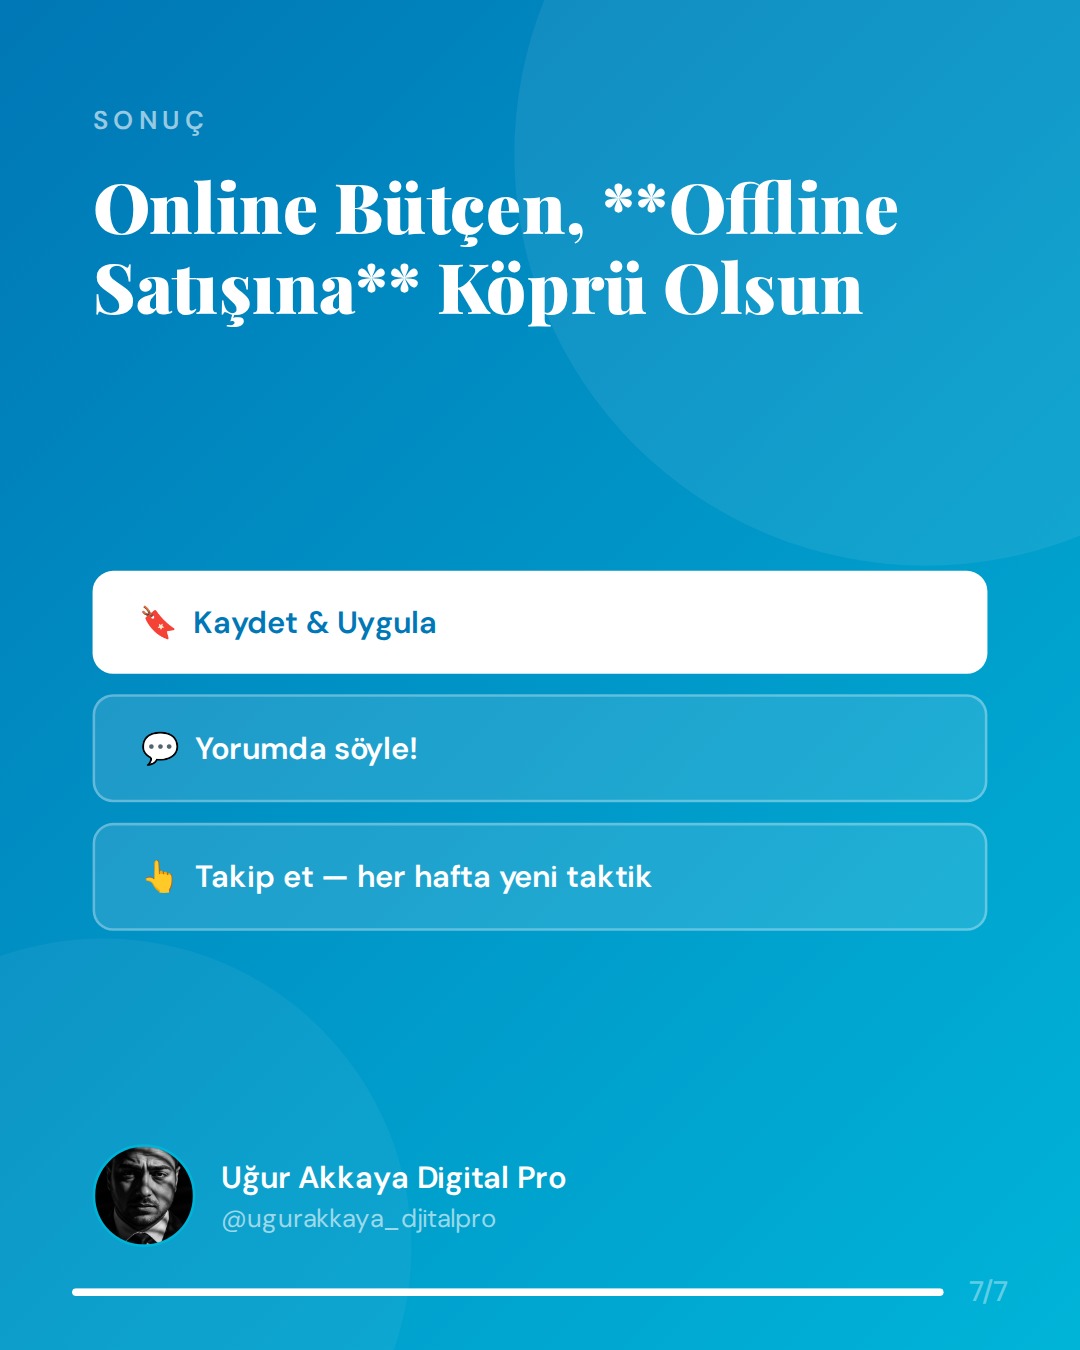 SONUÇ
Online Bütçen, **Offline
Satışına** Köprü Olsun
🔖 Kaydet & Uygula
💬 Yorumda söyle!
👆 Takip et — her hafta yeni taktik
Uğur Akkaya Digital Pro
@ugurakkaya_djitalpro
7/7